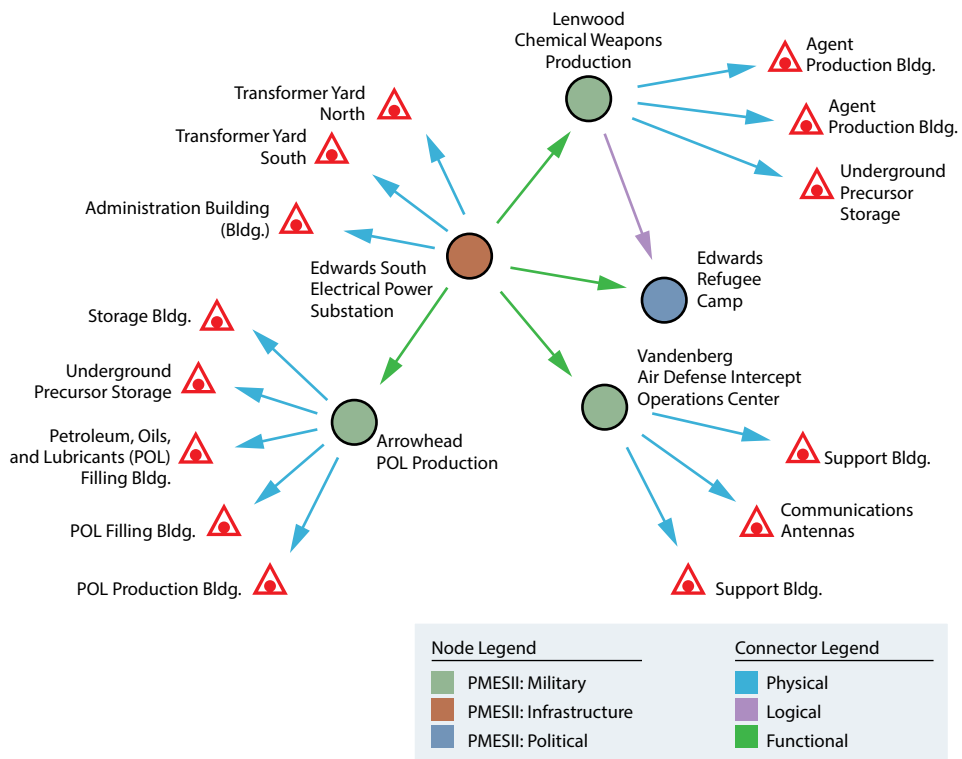 Lenwood
Chemical Weapons
Production
Agent
Production Bldg.
Agent
Production Bldg.
Underground
Precursor
Storage
Transformer Yard
North
Transformer Yard
South
Administration Building
(Bldg.)
Edwards South
Electrical Power
Substation
Edwards
Refugee
Camp
Storage Bldg.
Underground
Precursor Storage
Petroleum, Oils,
and Lubricants (POL)
Filling Bldg.
POL Filling Bldg.
POL Production Bldg.
Arrowhead
POL Production
Vandenberg
Air Defense Intercept
Operations Center
Support Bldg.
Communications
Antennas
Support Bldg.
Node Legend
PMESII: Military
PMESII: Infrastructure
PMESII: Political
Connector Legend
Physical
Logical
Functional